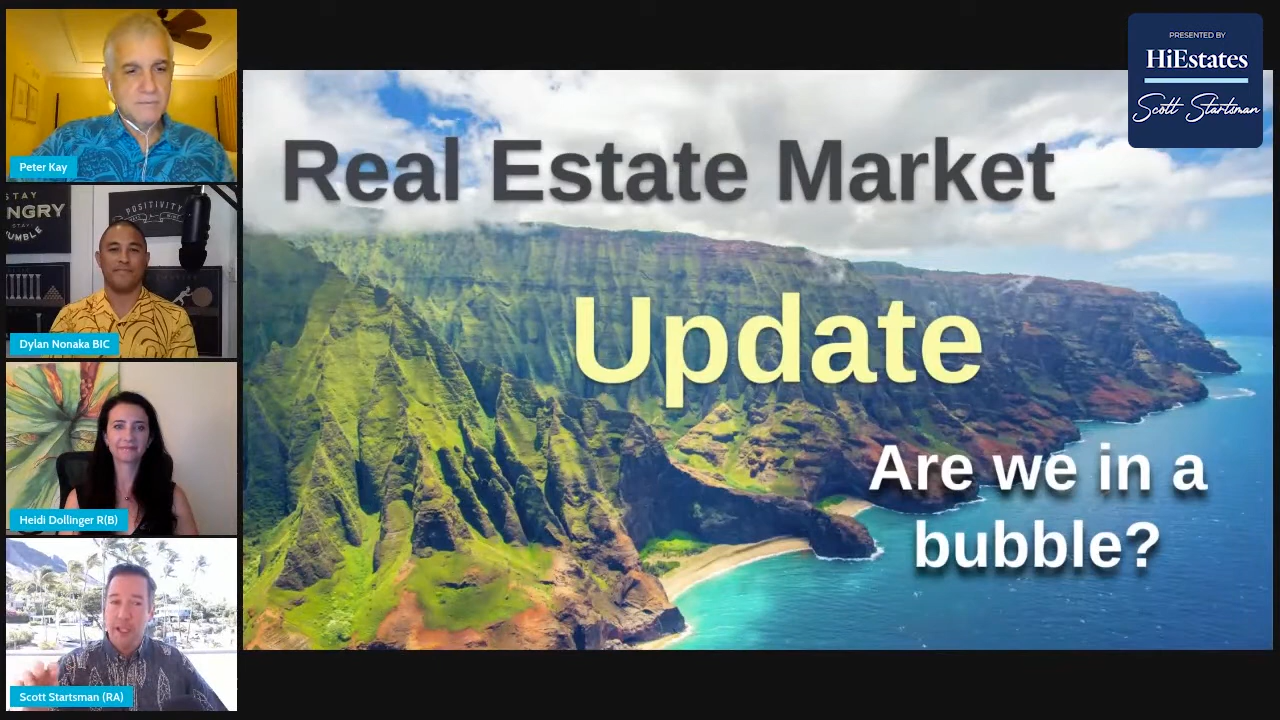 Peter Kay
STAY
NGRY
STAY
UMBLE
POSITIVITY
Dylan Nonaka BIC
Heidi Dollinger R(B)
Scott Startsman (RA)
Real Estate Market
Update
Are we in a
bubble?
PRESENTED BY
HiEstates
Scott Startsman